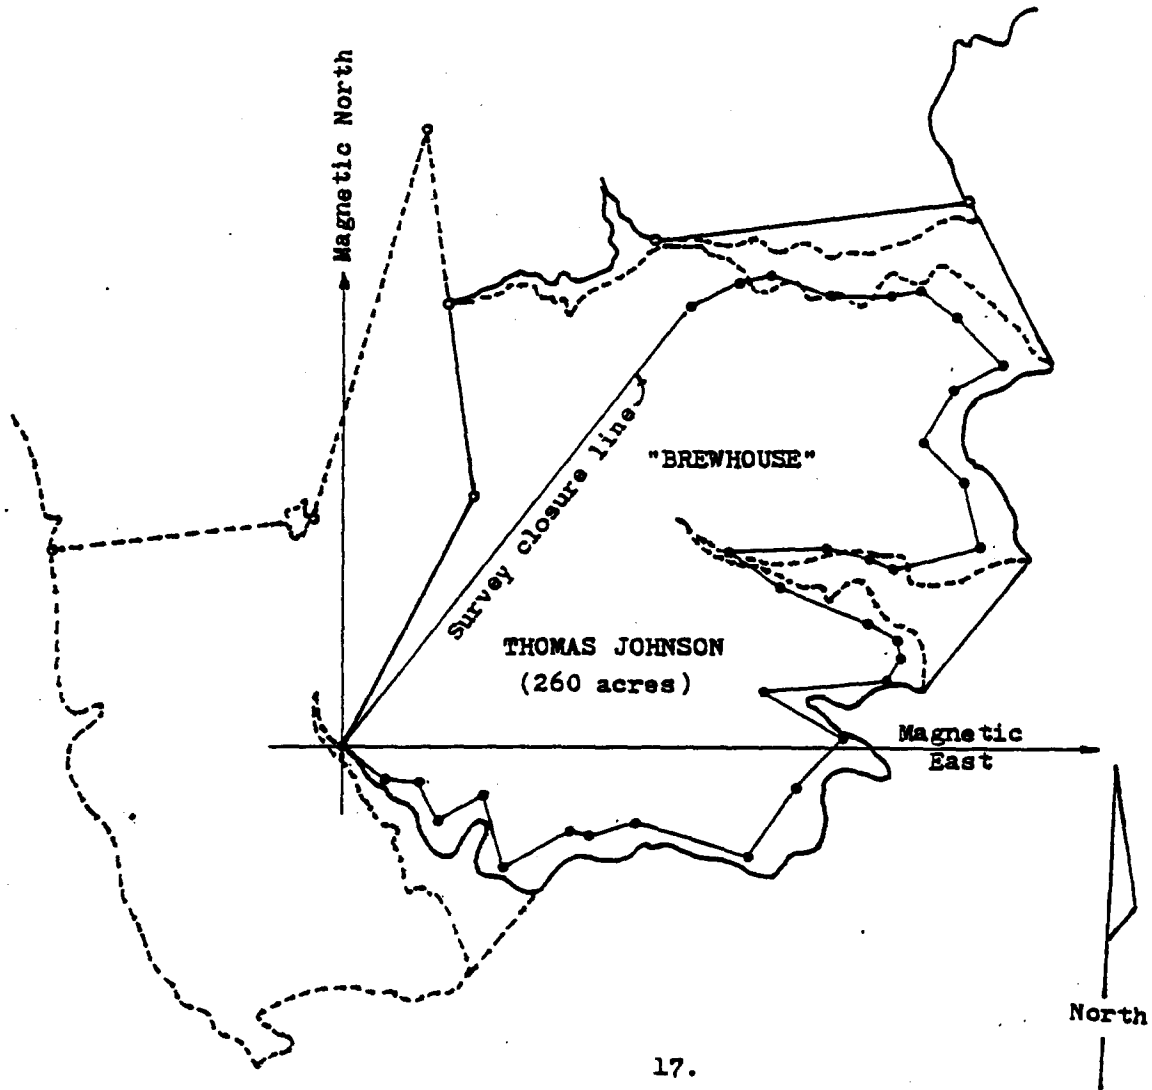 Magnetic North
"BREWHOUSE"
Survey closure line
THOMAS JOHNSON
(260 acres)
Magnetic
East
North
17.